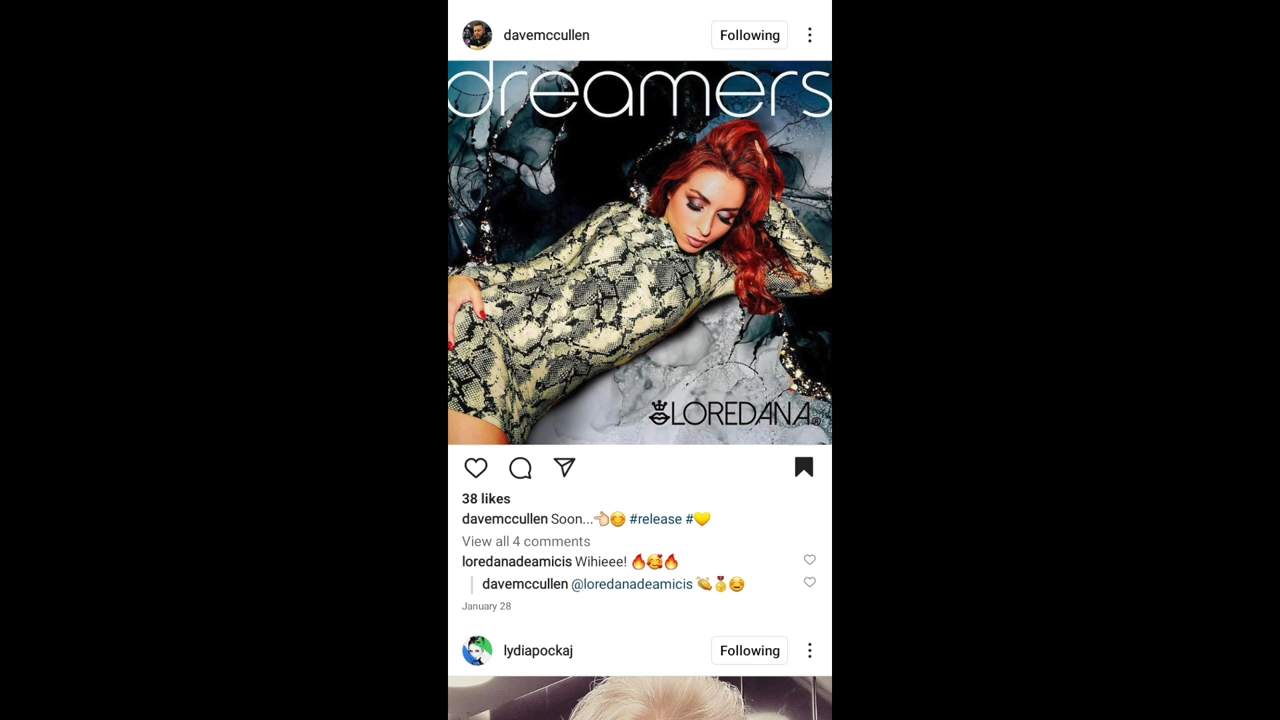 davemccullen
Following
dreamers
LOREDANA®
38 likes
davemccullen Soon...👈🏻😊 #release #💛
View all 4 comments
loredanadeamicis Wihieee! 🔥🥰🔥
davemccullen @loredanadeamicis 👏🏅☺️
January 28
lydiapockaj
Following